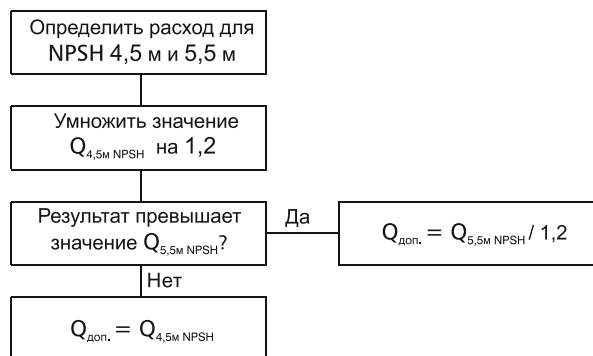 Определить расход для
NPSH 4,5 м и 5,5 м
Умножить значение
Q4,5м NPSH на 1,2
Результат превышает
значение Q5,5м NPSH?
Да
Qдоп. = Q5,5м NPSH / 1,2
Нет
Qдоп. = Q4,5м NPSH